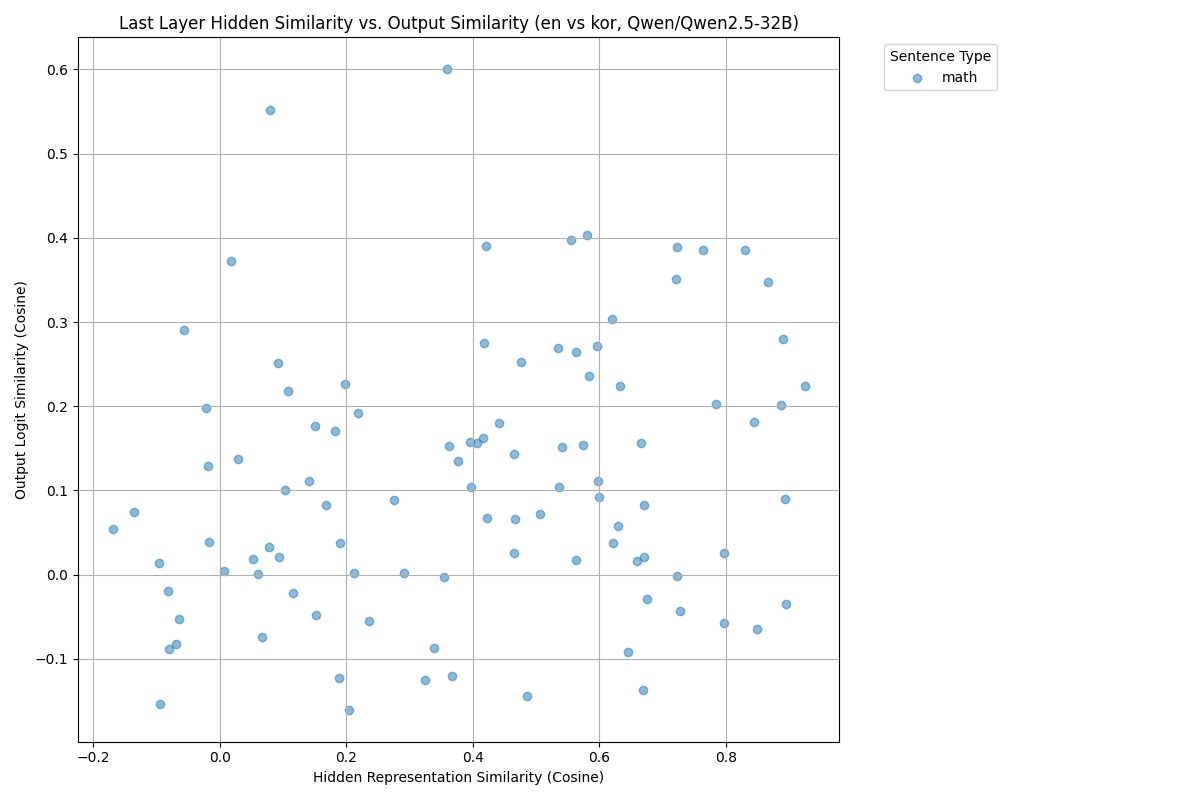 Last Layer Hidden Similarity vs. Output Similarity (en vs kor, Qwen/Qwen2.5-32B)
Sentence Type
math
Output Logit Similarity (Cosine)
0.6
0.5
0.4
0.3
0.2
0.1
0.0
−0.1
−0.2
0.0
0.2
0.4
0.6
0.8
Hidden Representation Similarity (Cosine)